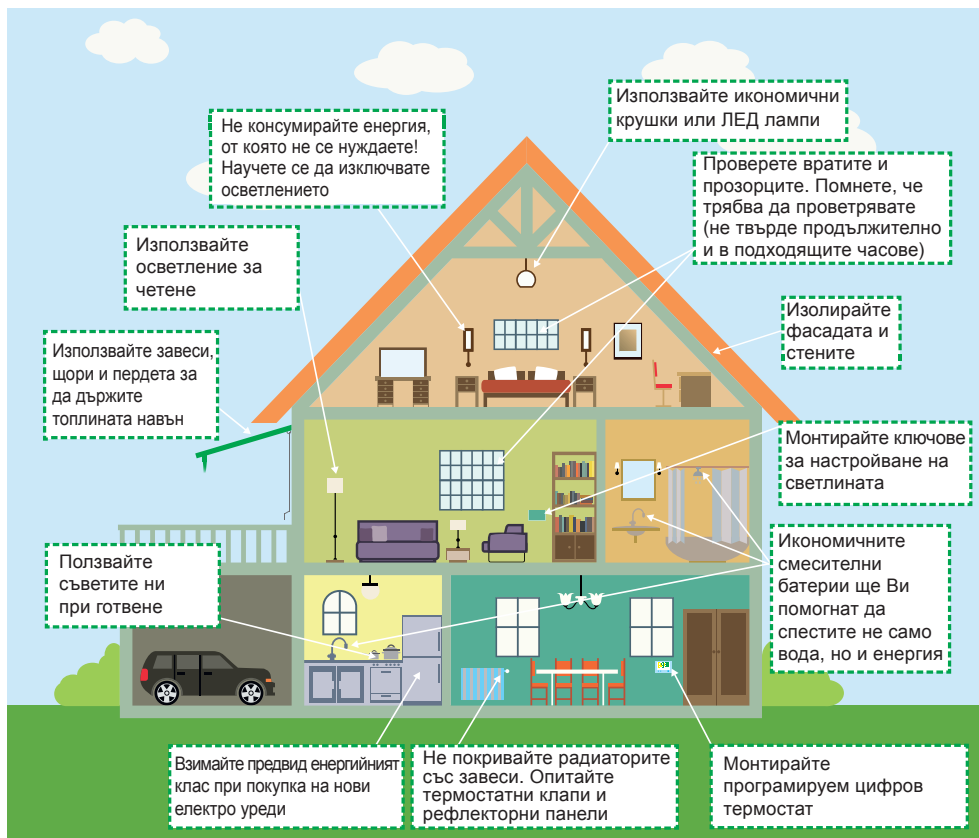 Използвайте икономични
крушки или ЛЕД лампи
Не консумирайте енергия,
от която не се нуждаете!
Научете се да изключвате
осветлението
Проверете вратите и
прозорците. Помнете, че
трябва да проветрявате
(не твърде продължително
и в подходящите часове)
Използвайте
осветление за
четене
Изолирайте
фасадата и
стените
Използвайте завеси,
щори и пердета за
да държите
топлината навън
Монтирайте ключове
за настройване на
светлината
Ползвайте
съветите ни
при готвене
Икономичните
смесителни
батерии ще Ви
помогнат да
спестите не само
вода, но и енергия
Взимайте предвид енергийният
клас при покупка на нови
електро уреди
Не покривайте радиаторите
със завеси. Опитайте
термостатни клапи и
рефлекторни панели
Монтирайте
програмируем цифров
термостат